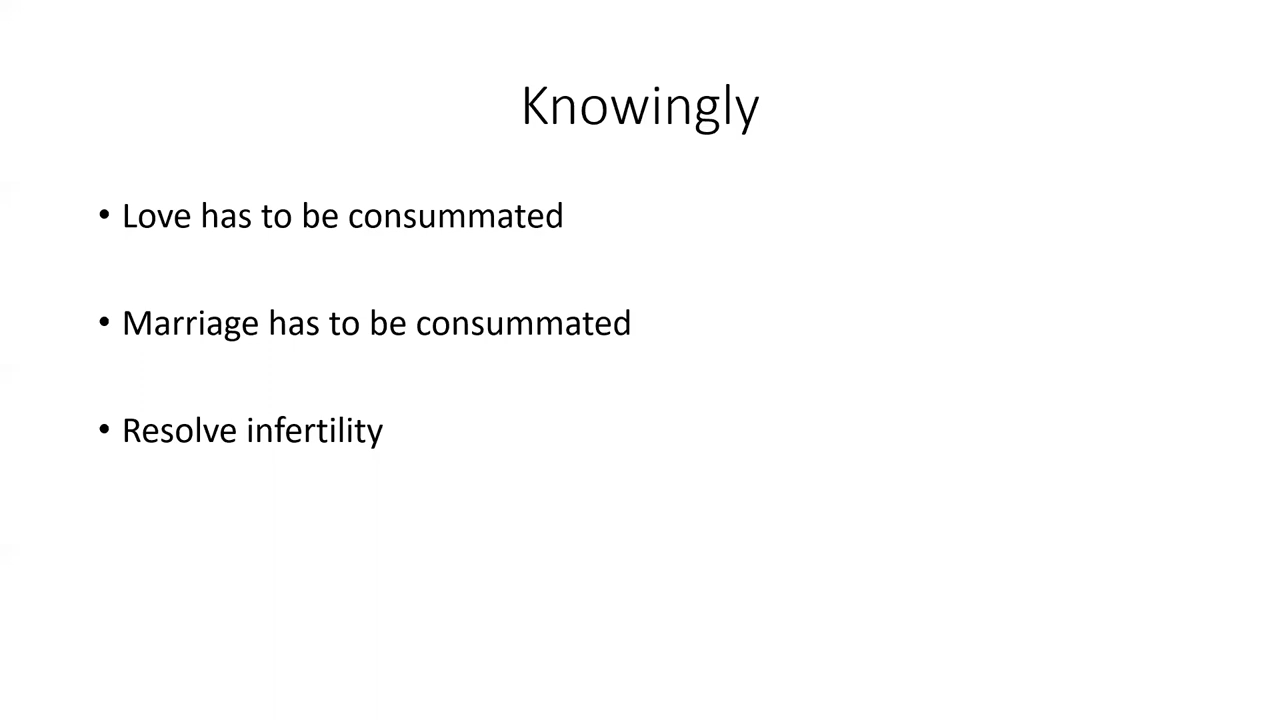 Knowingly
• Love has to be consummated
• Marriage has to be consummated
• Resolve infertility